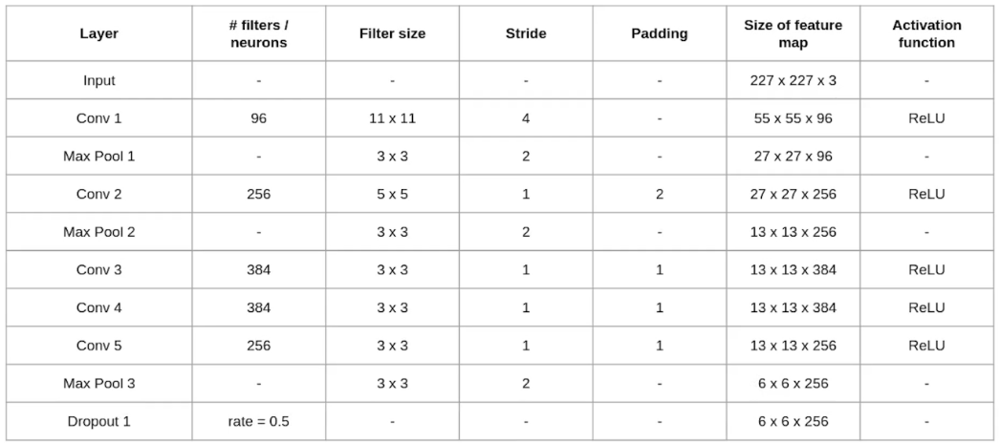 Layer # filters / neurons Filter size Stride Padding Size of feature map Activation function
Input - - - - 227 x 227 x 3 -
Conv 1 96 11 x 11 4 - 55 x 55 x 96 ReLU
Max Pool 1 - 3 x 3 2 - 27 x 27 x 96 -
Conv 2 256 5 x 5 1 2 27 x 27 x 256 ReLU
Max Pool 2 - 3 x 3 2 - 13 x 13 x 256 -
Conv 3 384 3 x 3 1 1 13 x 13 x 384 ReLU
Conv 4 384 3 x 3 1 1 13 x 13 x 384 ReLU
Conv 5 256 3 x 3 1 1 13 x 13 x 256 ReLU
Max Pool 3 - 3 x 3 2 - 6 x 6 x 256 -
Dropout 1 rate = 0.5 - - - 6 x 6 x 256 -